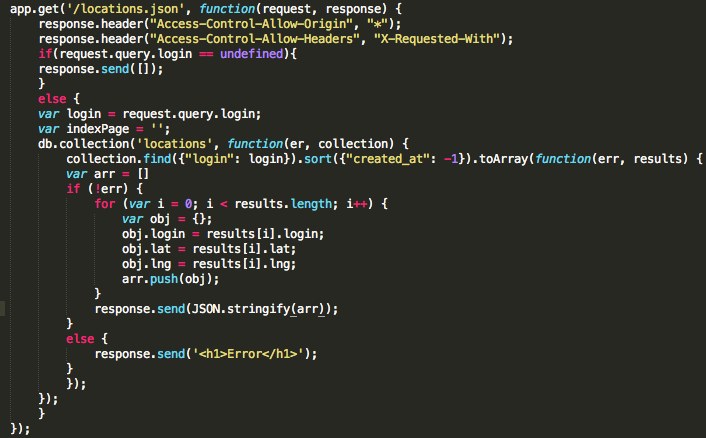 app.get('/locations.json', function(request, response) {
    response.header("Access-Control-Allow-Origin", "*");
    response.header("Access-Control-Allow-Headers", "X-Requested-With");
    if(request.query.login == undefined){
    response.send([]);
    }
    else {
    var login = request.query.login;
    var indexPage = '';
    db.collection('locations', function(er, collection) {
        collection.find({"login": login}).sort({"created_at": -1}).toArray(function(err, results) {
        var arr = []
        if (!err) {
            for (var i = 0; i < results.length; i++) {
                var obj = {};
                obj.login = results[i].login;
                obj.lat = results[i].lat;
                obj.lng = results[i].lng;
                arr.push(obj);
            }
            response.send(JSON.stringify(arr));
        }
        else {
            response.send('<h1>Error</h1>');
        }
        });
    });
    }
});